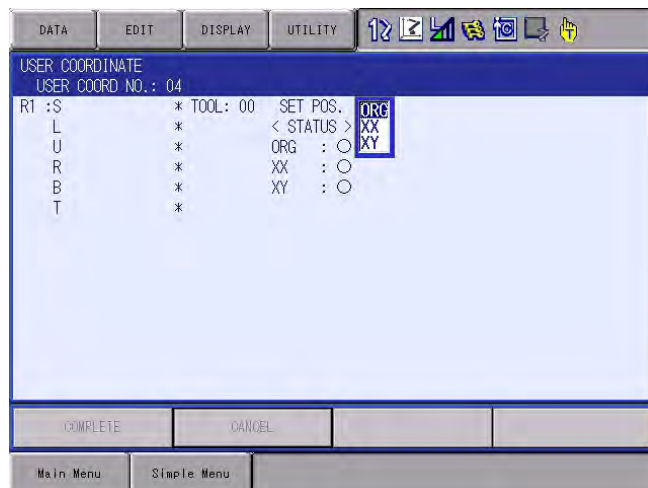 DATA EDIT DISPLAY UTILITY
USER COORDINATE
USER COORD NO.: 04
R1 :S * TOOL: 00 SET POS. ORG
L * < STATUS > XX
U * ORG : ○ XY
R * XX : ○
B * XY : ○
T *
COMPLETE CANCEL
Main Menu Simple Menu